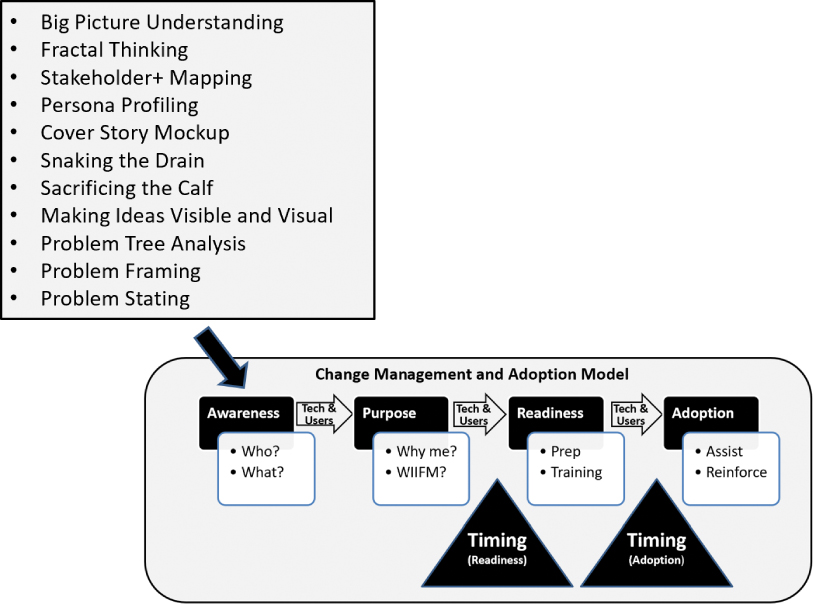 • Big Picture Understanding
• Fractal Thinking
• Stakeholder+ Mapping
• Persona Profiling
• Cover Story Mockup
• Snaking the Drain
• Sacrificing the Calf
• Making Ideas Visible and Visual
• Problem Tree Analysis
• Problem Framing
• Problem Stating
Change Management and Adoption Model
Awareness
• Who?
• What?
Tech &
Users
Purpose
• Why me?
• WIIFM?
Tech &
Users
Readiness
• Prep
• Training
Tech &
Users
Adoption
• Assist
• Reinforce
Timing
(Readiness)
Timing
(Adoption)